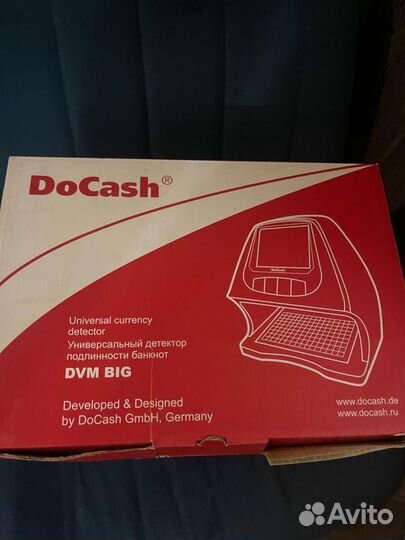 DoCash®
DoCash
Universal currency
detector
Универсальный детектор
подлинности банкнот
DVM BIG
Developed & Designed
by DoCash GmbH, Germany
www.docash.de
www.docash.ru
Avito